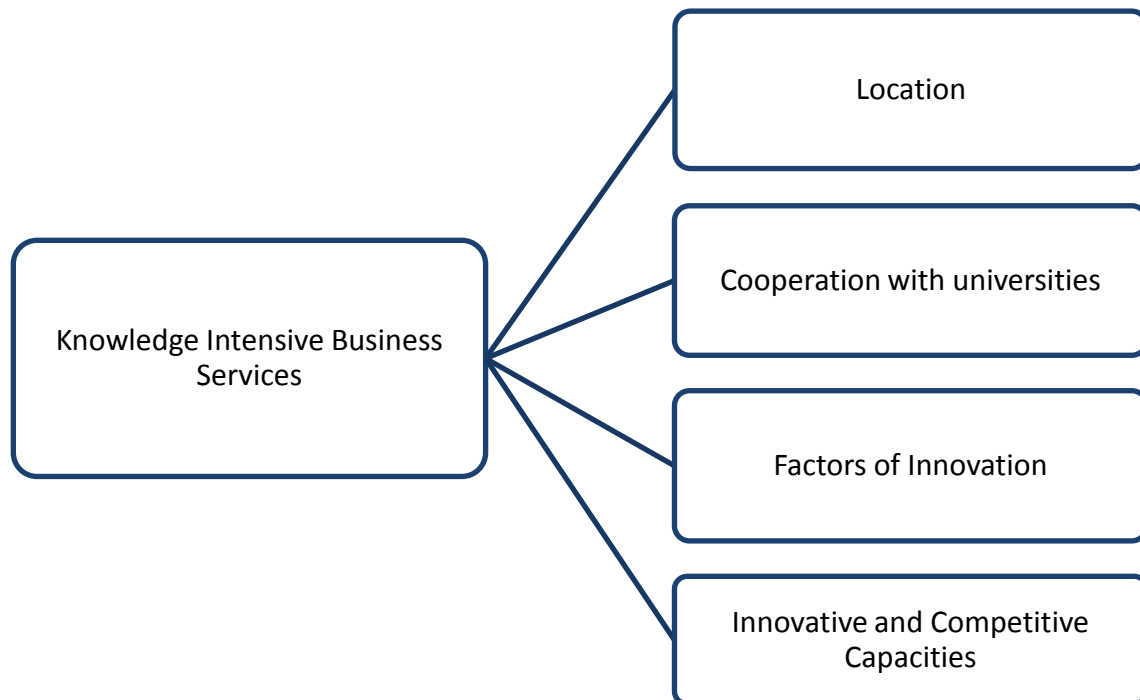 Location
Cooperation with universities
Knowledge Intensive Business
Services
Factors of Innovation
Innovative and Competitive
Capacities